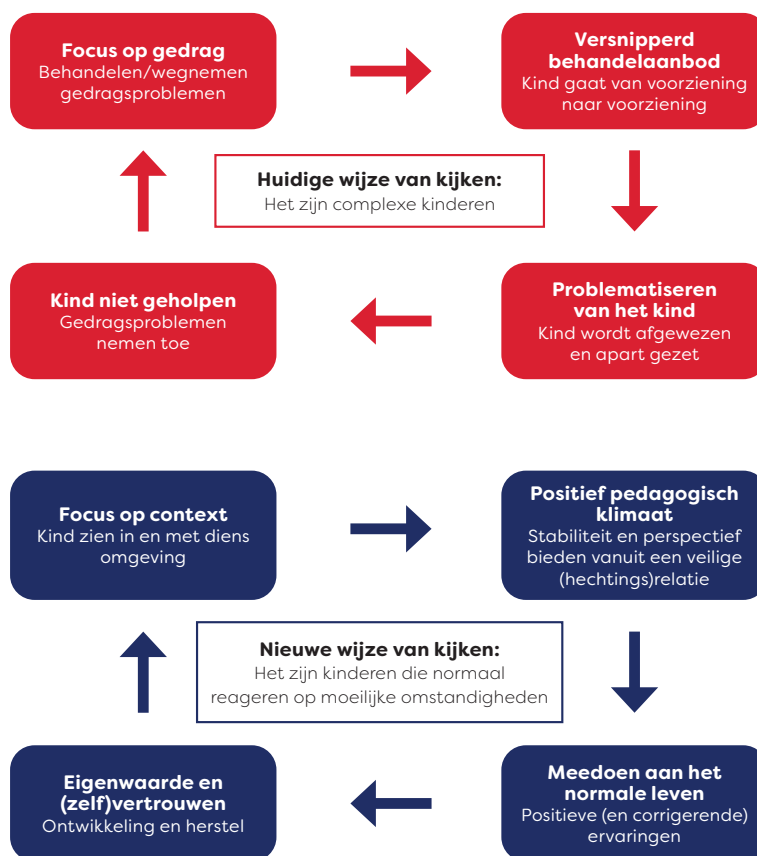 Focus op gedrag
Behandelen/wegnemen
gedragsproblemen
Versnipperd
behandelaanbod
Kind gaat van voorziening
naar voorziening
Huidige wijze van kijken:
Het zijn complexe kinderen
Kind niet geholpen
Gedragsproblemen
nemen toe
Problematiseren
van het kind
Kind wordt afgewezen
en apart gezet
Focus op context
Kind zien in en met diens
omgeving
Positief pedagogisch
klimaat
Stabiliteit en perspectief
bieden vanuit een veilige
(hechtings)relatie
Nieuwe wijze van kijken:
Het zijn kinderen die normaal
reageren op moeilijke omstandigheden
Eigenwaarde en
(zelf)vertrouwen
Ontwikkeling en herstel
Meedoen aan het
normale leven
Positieve (en corrigerende)
ervaringen